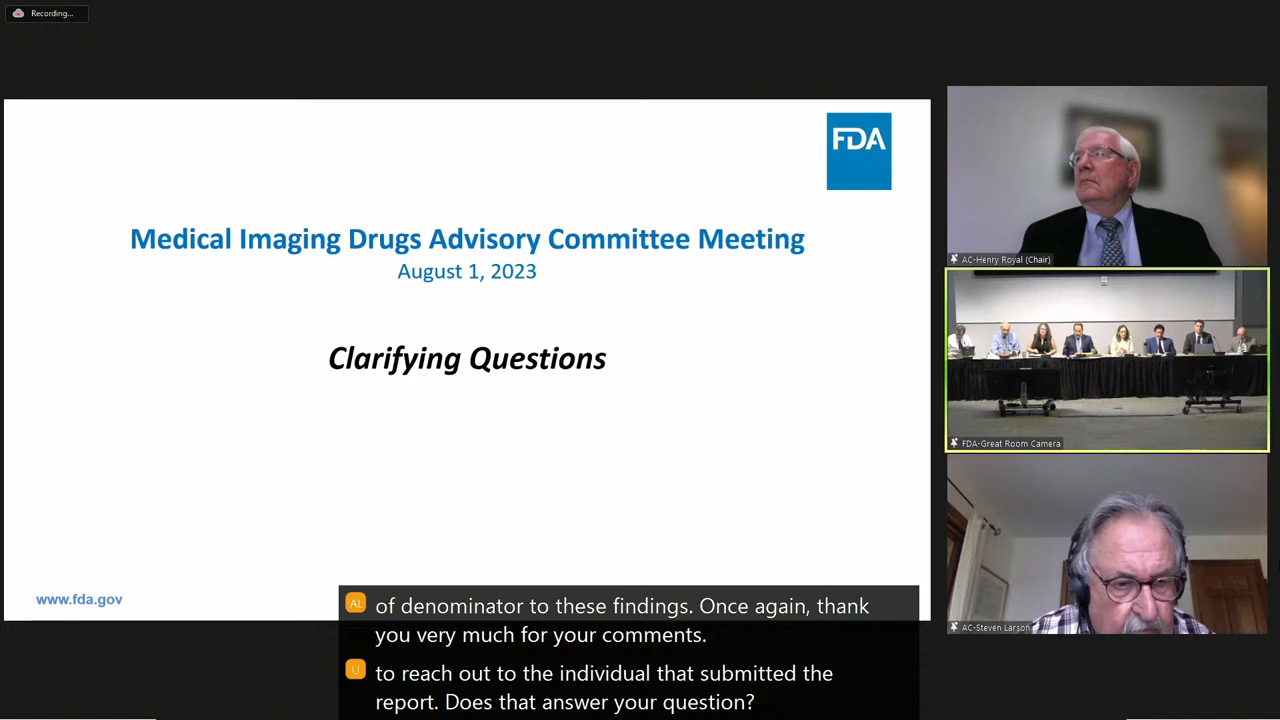 Recording...
FDA
Medical Imaging Drugs Advisory Committee Meeting
August 1, 2023
Clarifying Questions
www.fda.gov
AC-Henry Royal (Chair)
FDA-Great Room Camera
AC-Steven Larson
AL
of denominator to these findings. Once again, thank
you very much for your comments.
U
to reach out to the individual that submitted the
report. Does that answer your question?